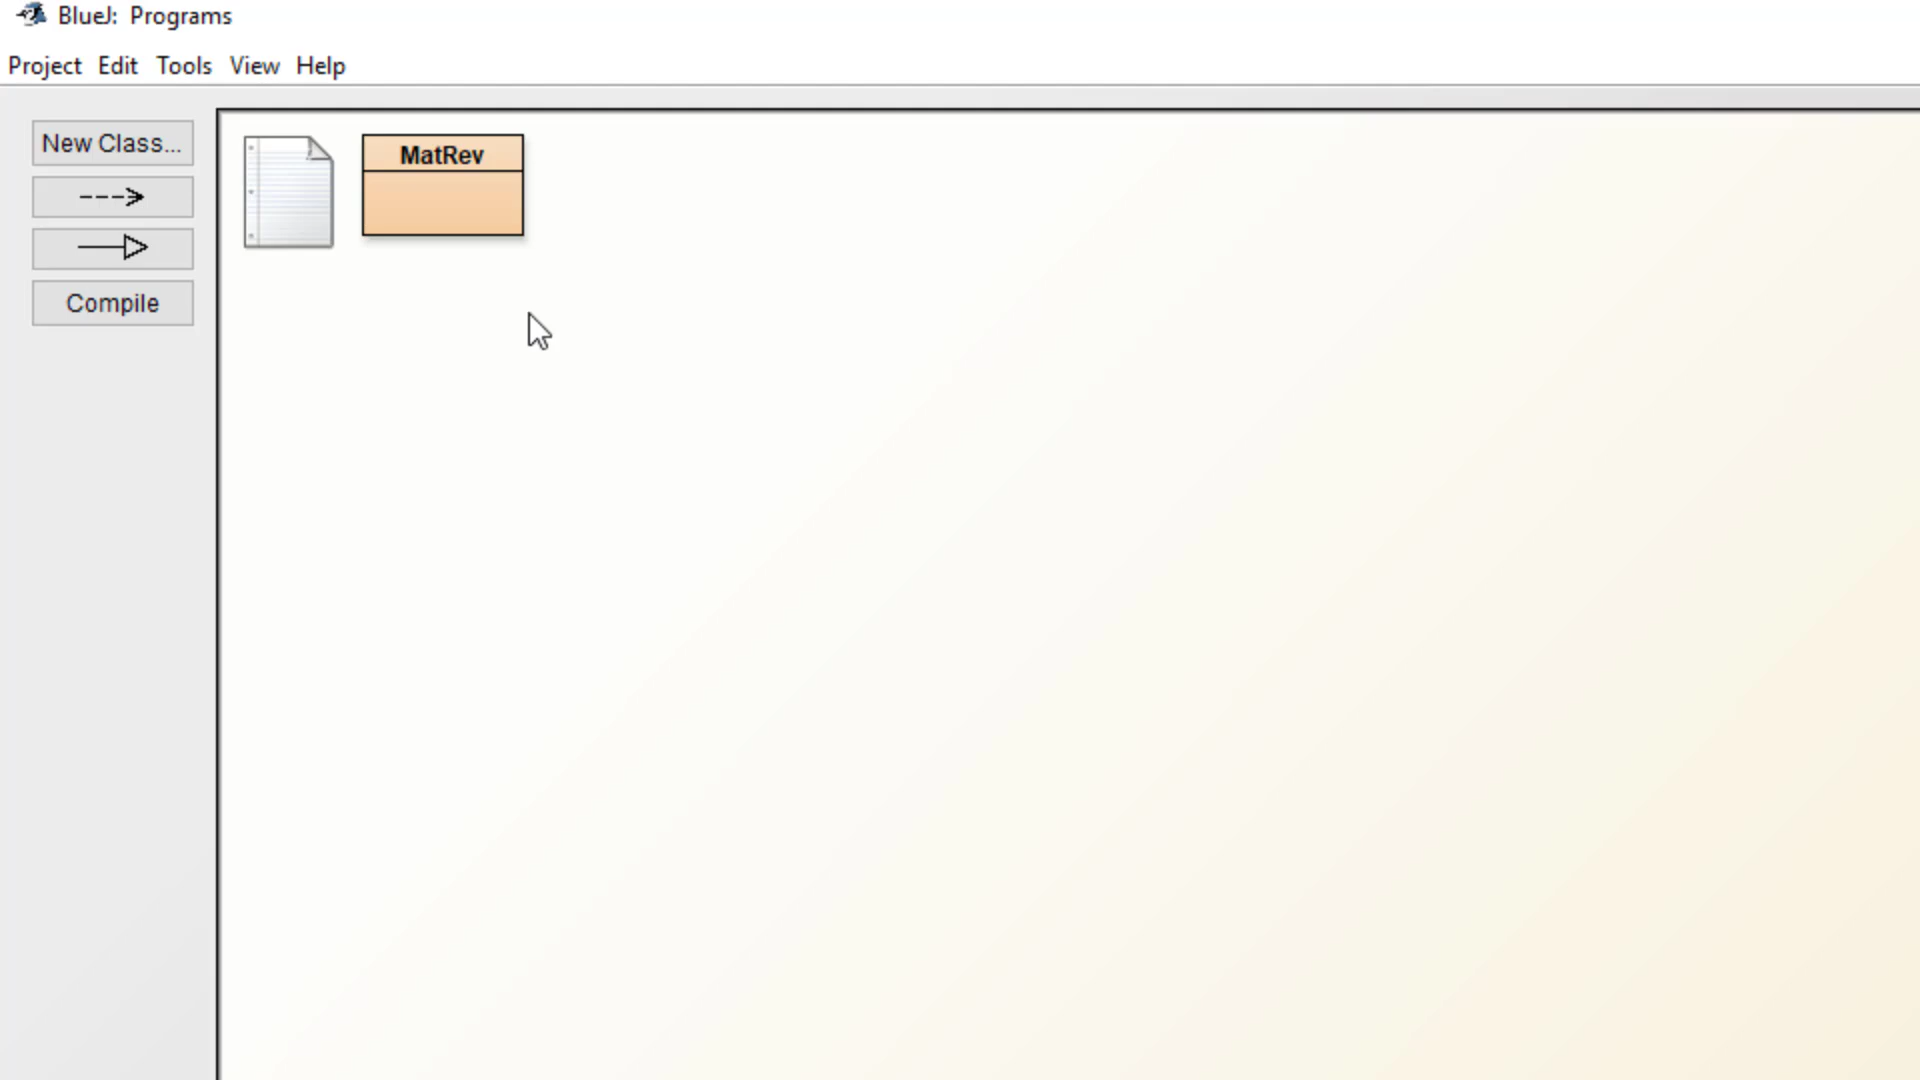 BlueJ: Programs
Project Edit Tools View Help
New Class...
MatRev
Compile